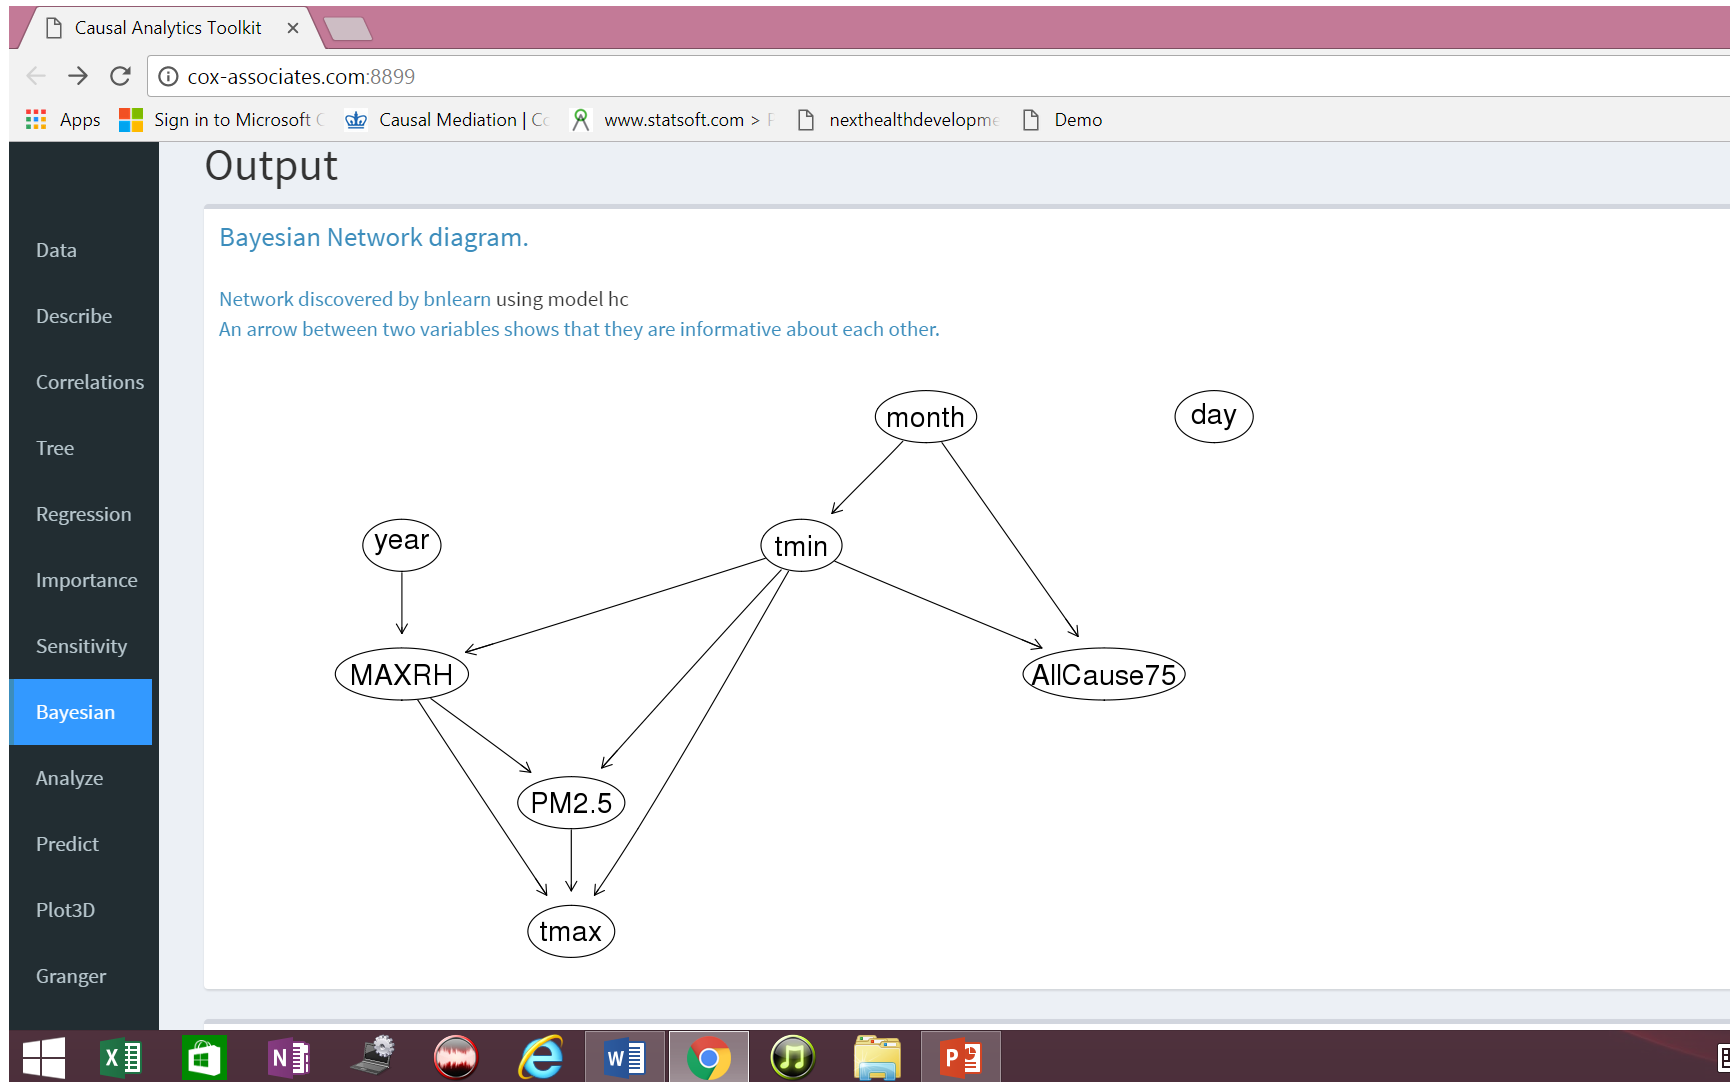 Causal Analytics Toolkit
cox-associates.com:8899
Apps Sign in to Microsoft Causal Mediation | www.statsoft.com > nexthealthdevelopm Demo
Output
Bayesian Network diagram.
Network discovered by bnlearn using model hc
An arrow between two variables shows that they are informative about each other.
Data
Describe
Correlations
Tree
Regression
Importance
Sensitivity
Bayesian
Analyze
Predict
Plot3D
Granger
month
day
year
tmin
MAXRH
AllCause75
PM2.5
tmax